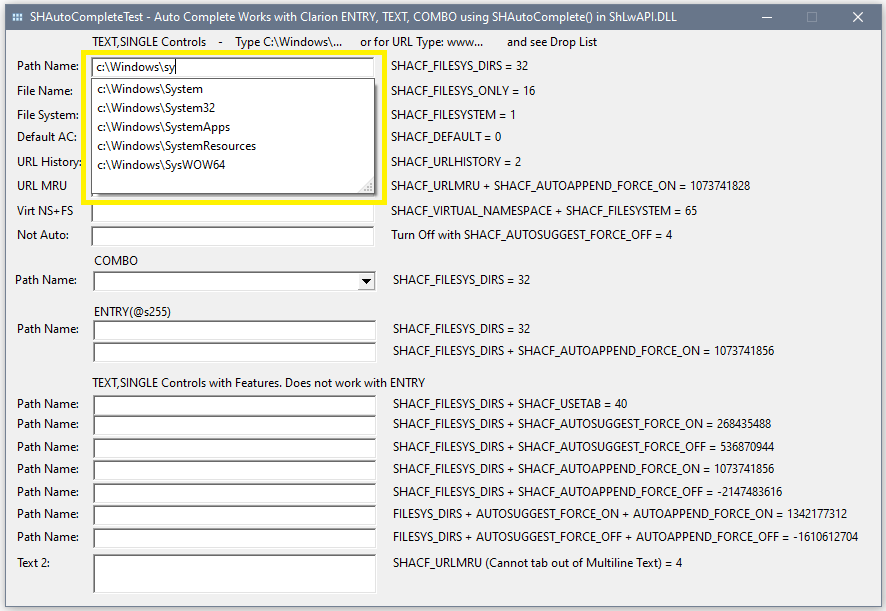 SHAutoCompleteTest - Auto Complete Works with Clarion ENTRY, TEXT, COMBO using SHAutoComplete() in ShLwAPI.DLL
TEXT,SINGLE Controls - Type C:\Windows\... or for URL Type: www... and see Drop List
Path Name: c:\Windows\sy SHACF_FILESYS_DIRS = 32
c:\Windows\System
c:\Windows\System32
c:\Windows\SystemApps
c:\Windows\SystemResources
c:\Windows\SysWOW64
File Name: SHACF_FILESYS_ONLY = 16
File System: SHACF_FILESYSTEM = 1
Default AC: SHACF_DEFAULT = 0
URL History: SHACF_URLHISTORY = 2
URL MRU SHACF_URLMRU + SHACF_AUTOAPPEND_FORCE_ON = 1073741828
Virt NS+FS SHACF_VIRTUAL_NAMESPACE + SHACF_FILESYSTEM = 65
Not Auto: Turn Off with SHACF_AUTOSUGGEST_FORCE_OFF = 4
COMBO
Path Name: SHACF_FILESYS_DIRS = 32
ENTRY(@s255)
Path Name: SHACF_FILESYS_DIRS = 32
SHACF_FILESYS_DIRS + SHACF_AUTOAPPEND_FORCE_ON = 1073741856
TEXT,SINGLE Controls with Features. Does not work with ENTRY
Path Name: SHACF_FILESYS_DIRS + SHACF_USETAB = 40
Path Name: SHACF_FILESYS_DIRS + SHACF_AUTOSUGGEST_FORCE_ON = 268435488
Path Name: SHACF_FILESYS_DIRS + SHACF_AUTOSUGGEST_FORCE_OFF = 536870944
Path Name: SHACF_FILESYS_DIRS + SHACF_AUTOAPPEND_FORCE_ON = 1073741856
Path Name: SHACF_FILESYS_DIRS + SHACF_AUTOAPPEND_FORCE_OFF = -2147483616
Path Name: FILESYS_DIRS + AUTOSUGGEST_FORCE_ON + AUTOAPPEND_FORCE_ON = 1342177312
Path Name: FILESYS_DIRS + AUTOSUGGEST_FORCE_OFF + AUTOAPPEND_FORCE_OFF = -1610612704
Text 2: SHACF_URLMRU (Cannot tab out of Multiline Text) = 4